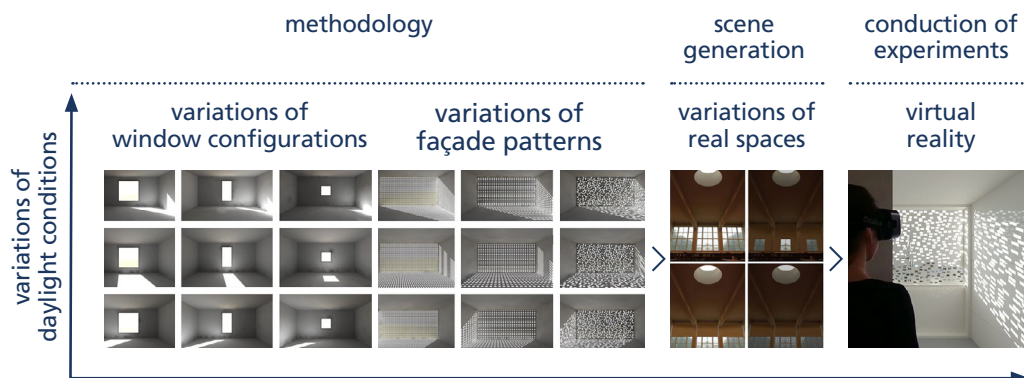 methodology
scene
generation
conduction of
experiments
variations of
window configurations
variations of
façade patterns
variations of
real spaces
virtual
reality
variations of
daylight conditions